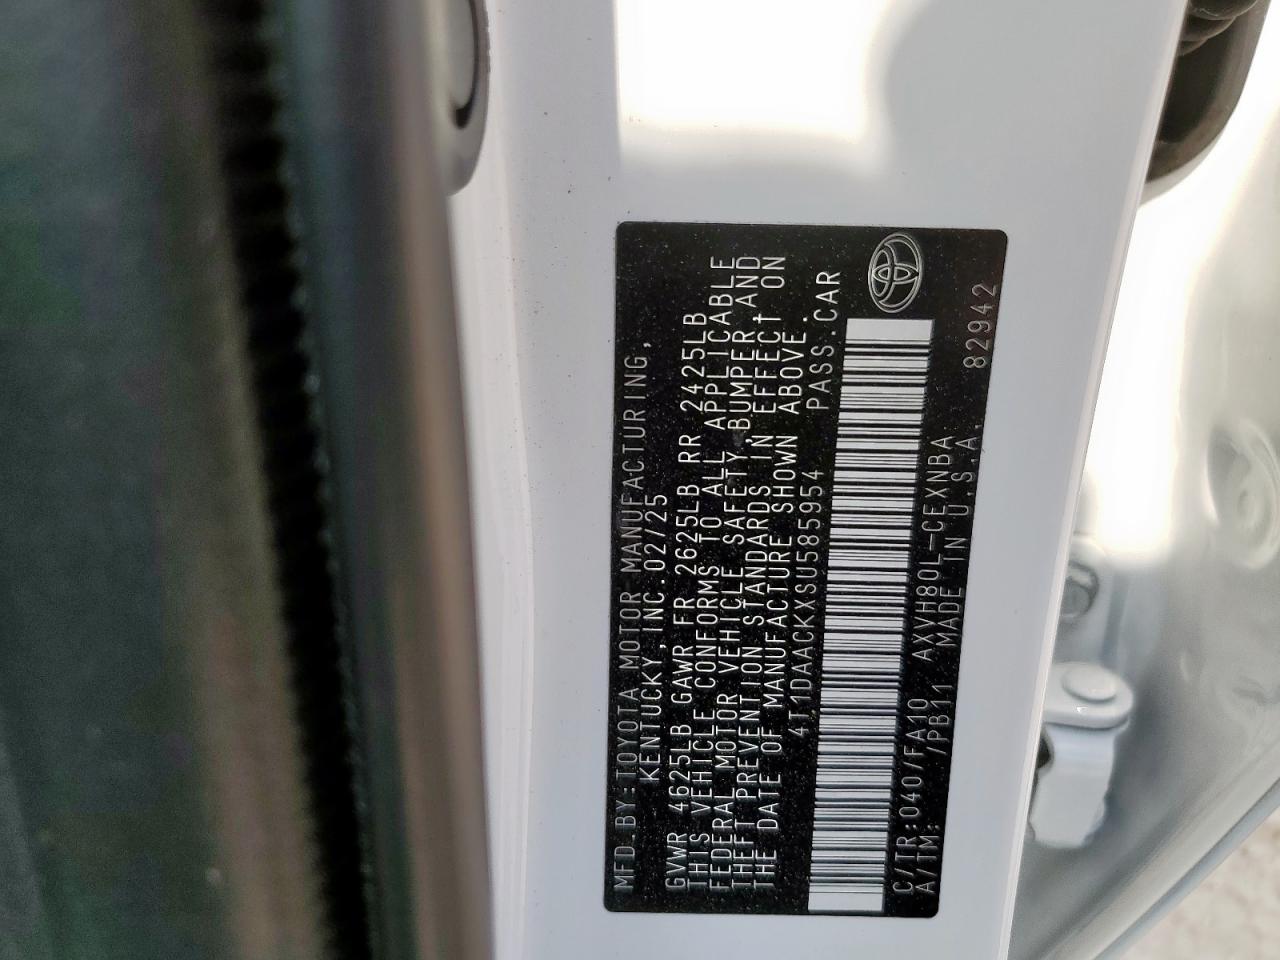 MFD.BY:TOYOTA MOTOR MANUFACTURING,
KENTUCKY,INC.02/25
GVWR 4625LB GAWR FR 2625LB RR 2425LB
THIS VEHICLE CONFORMS TO ALL APPLICABLE
FEDERAL MOTOR VEHICLE SAFETY,BUMPER,AND
THEFT PREVENTION STANDARDS IN EFFECT ON
THE DATE OF MANUFACTURE SHOWN ABOVE.
4T1DAACKXSU585954 PASS.CAR
C/TR:040/FA10 AXXH80L-CEXNBA
A/TM: /PB11 MADE IN U.S.A. 82942